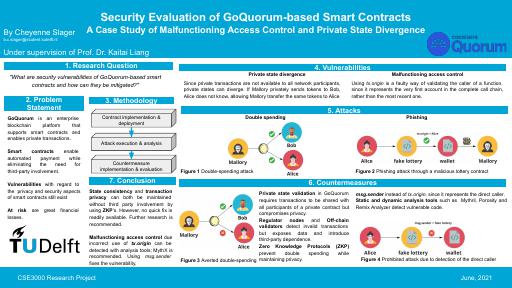 Security Evaluation of GoQuorum-based Smart Contracts
A Case Study of Malfunctioning Access Control and Private State Divergence
By Cheyenne Slager
Under supervision of Prof. Dr. Kaitai Liang
Quorum
1. Research Question
"What are security vulnerabilities of GoQuorum-based smart
contracts and how can they be mitigated?"
2. Problem
Statement
GoQuorum is an enterprise
blockchain platform that
supports smart contracts and
enables private transactions.
Smart contracts enable
automated payment while
eliminating the need for
third-party involvement.
Vulnerabilities with regard to
the privacy and security aspects
of smart contracts still exist
At risk are great financial
losses.
TUDelft
3. Methodology
Contract implementation &
deployment
Attack execution & analysis
Countermeasure
implementation & evaluation
7. Conclusion
State consistency and transaction
privacy can both be maintained
without third party involvement by
using ZKP's. However, no quick fix is
readily available. Further research is
recommended.
Malfunctioning access control due
incorrect use of tx.origin can be
detected with analysis tools; MythX is
recommended. Using msg.sender
fixes the vulnerability.
4. Vulnerabilities
Private state divergence
Since private transactions are not available to all network participants,
private states can diverge. If Mallory privately sends tokens to Bob,
Alice does not know, allowing Mallory transfer the same tokens to Alice
Malfunctioning access control
Using tx.origin is a faulty way of validating the caller of a function,
since it represents the very first account in the complete call chain,
rather than the most recent one.
5. Attacks
Double spending
Mallory
Bob
Alice
Figure 1 Double-spending attack
Phishing
Alice
fake lottery
wallet
Mallory
Figure 2 Phishing attack through a malicious lottery contract
6. Countermeasures
Mallory
Bob
Alice
Figure 3 Averted double-spending
Private state validation is GoQuorum
requires transactions to be shared with
all participants of a private contract but
compromises privacy.
Regulator nodes and Off-chain
validators detect invalid transactions
but exposes data and introduce
third-party dependence.
Zero Knowledge Protocols (ZKP)
prevent double spending while
maintaining privacy.
msg.sender instead of tx.origin, since it represents the direct caller.
Static and dynamic analysis tools such as Mythril, Porosity and
Remix Analyzer detect vulnerable code.
Alice
fake lottery
wallet
Figure 4 Prohibited attack due to detection of the direct caller
CSE3000 Research Project
June, 2021